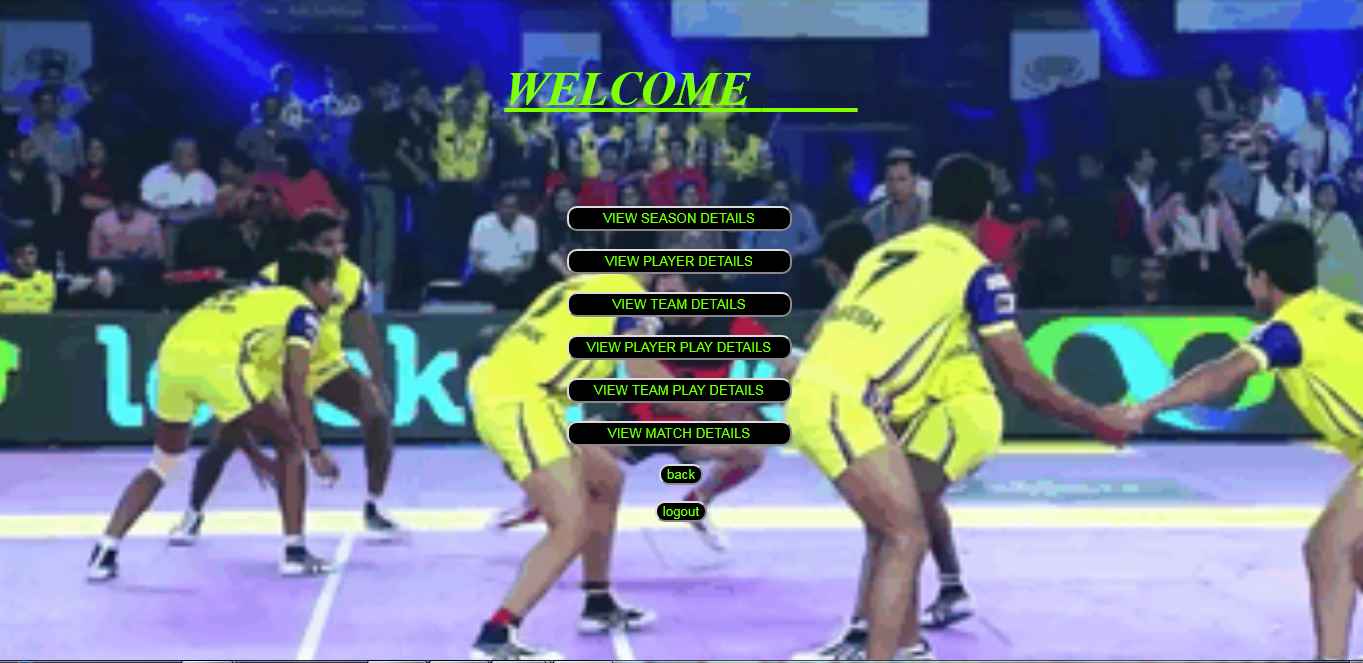 WELCOME
VIEW SEASON DETAILS
VIEW PLAYER DETAILS
VIEW TEAM DETAILS
VIEW PLAYER PLAY DETAILS
VIEW TEAM PLAY DETAILS
VIEW MATCH DETAILS
back
logout
7